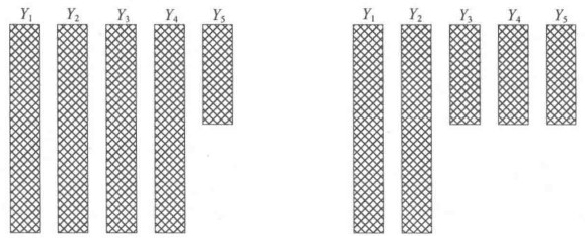 Y₁ Y₂ Y₃ Y₄ Y₅ Y₁ Y₂ Y₃ Y₄ Y₅